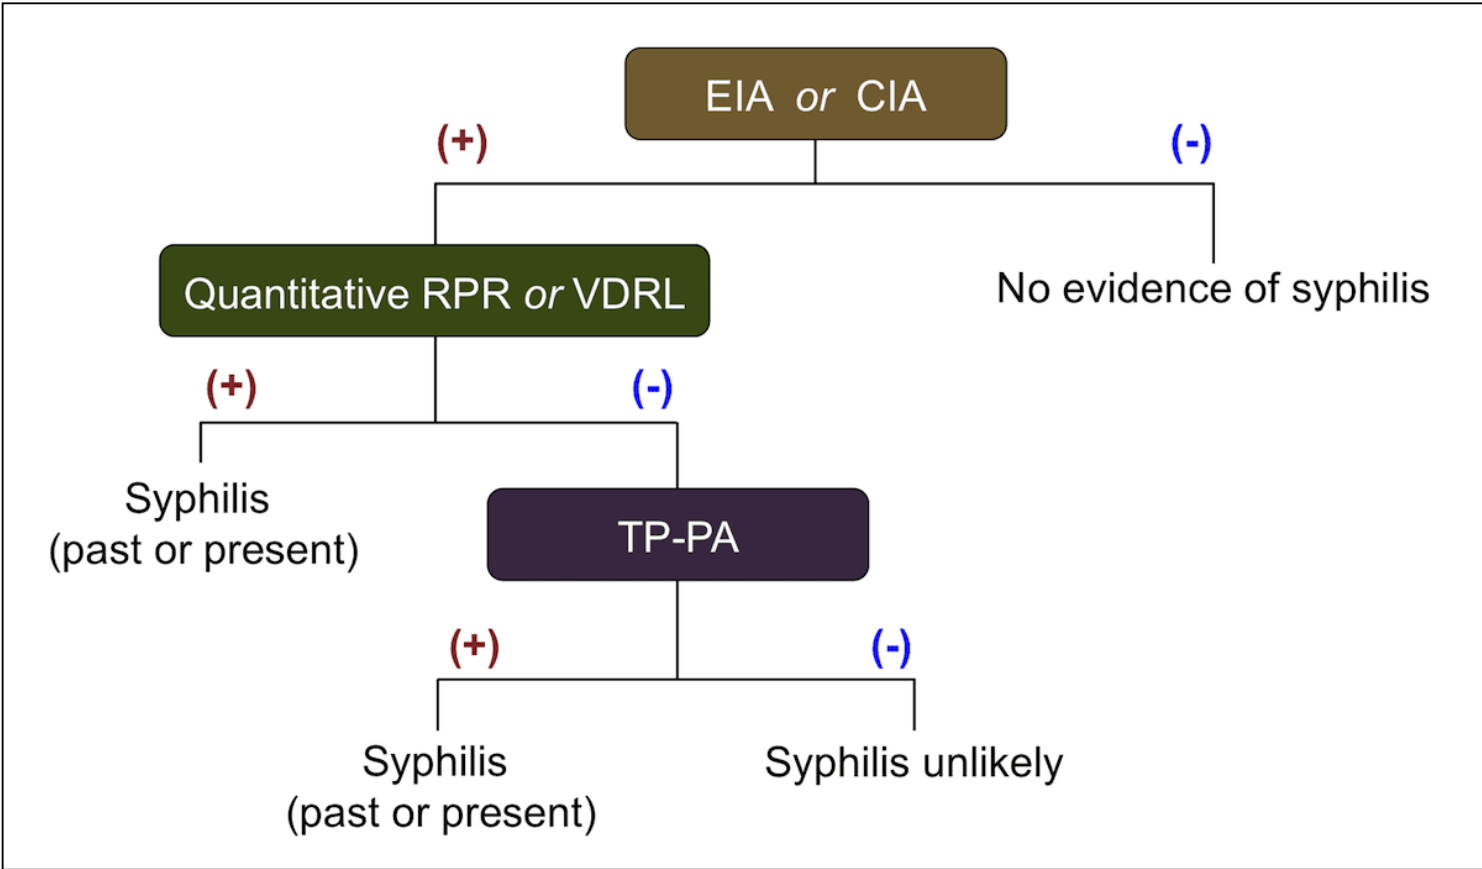 EIA or CIA
(+)
(-)
Quantitative RPR or VDRL
No evidence of syphilis
(+)
(-)
Syphilis
(past or present)
TP-PA
(+)
(-)
Syphilis
(past or present)
Syphilis unlikely